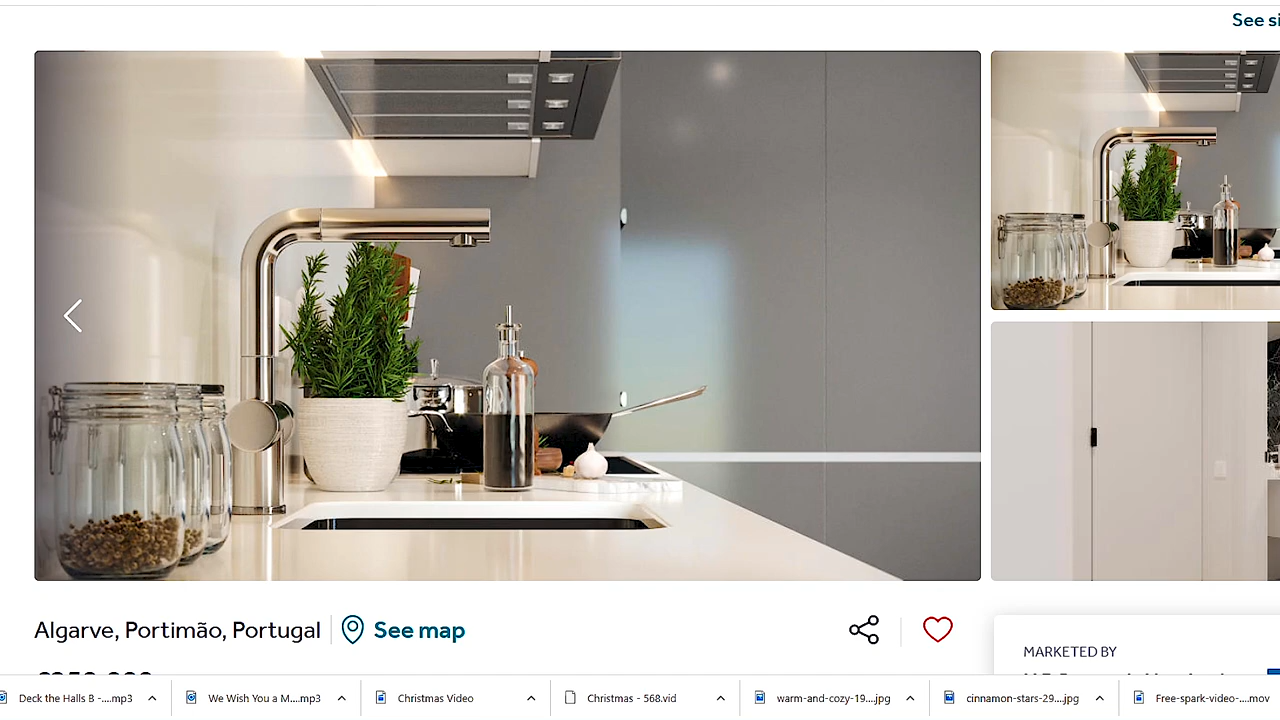 See si
Algarve, Portimão, Portugal
See map
MARKETED BY
Deck the Halls B -....mp3
We Wish You a M....mp3
Christmas Video
Christmas - 568.vid
warm-and-cozy-19....jpg
cinnamon-stars-29....jpg
Free-spark-video-....mov